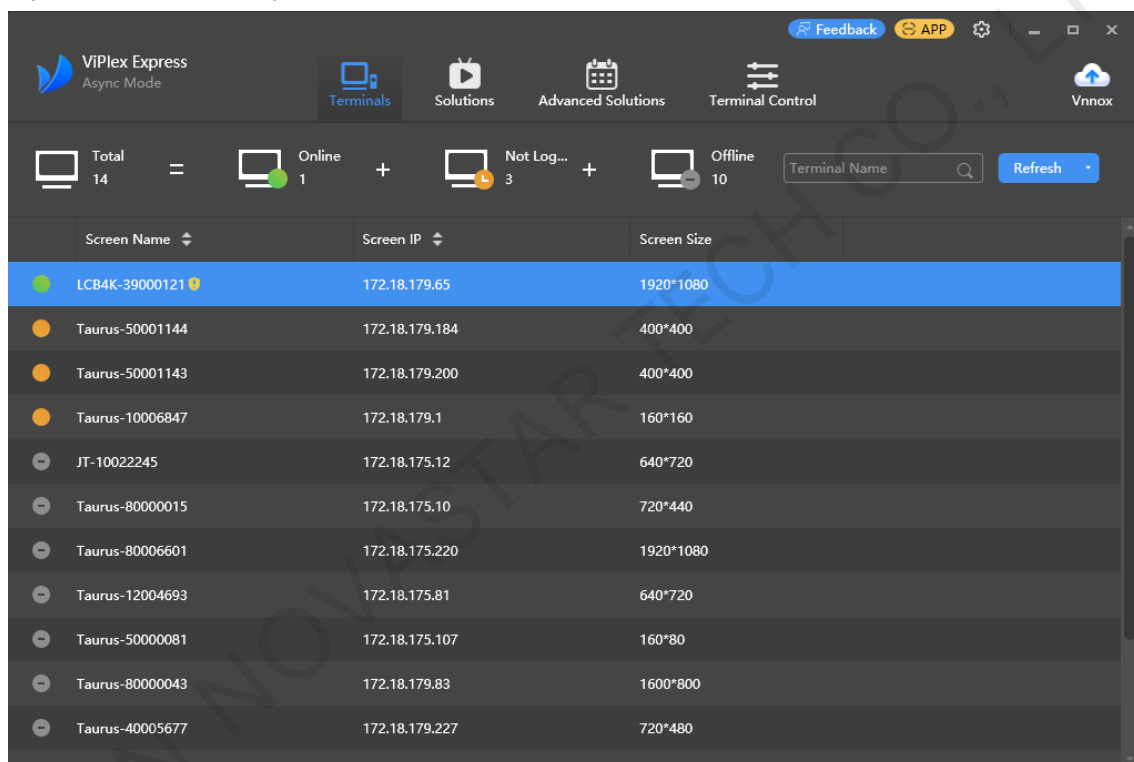 Feedback APP
ViPlex Express
Async Mode
Terminals Solutions Advanced Solutions Terminal Control Vnnox
Total 14 = Online 1 + Not Log... 3 + Offline 10 Terminal Name Refresh
Screen Name Screen IP Screen Size
LCB4K-39000121 172.18.179.65 1920*1080
Taurus-50001144 172.18.179.184 400*400
Taurus-50001143 172.18.179.200 400*400
Taurus-10006847 172.18.179.1 160*160
JT-10022245 172.18.175.12 640*720
Taurus-80000015 172.18.175.10 720*440
Taurus-80006601 172.18.175.220 1920*1080
Taurus-12004693 172.18.175.81 640*720
Taurus-50000081 172.18.175.107 160*80
Taurus-80000043 172.18.179.83 1600*800
Taurus-40005677 172.18.179.227 720*480
NOVASTAR TECH CO., L